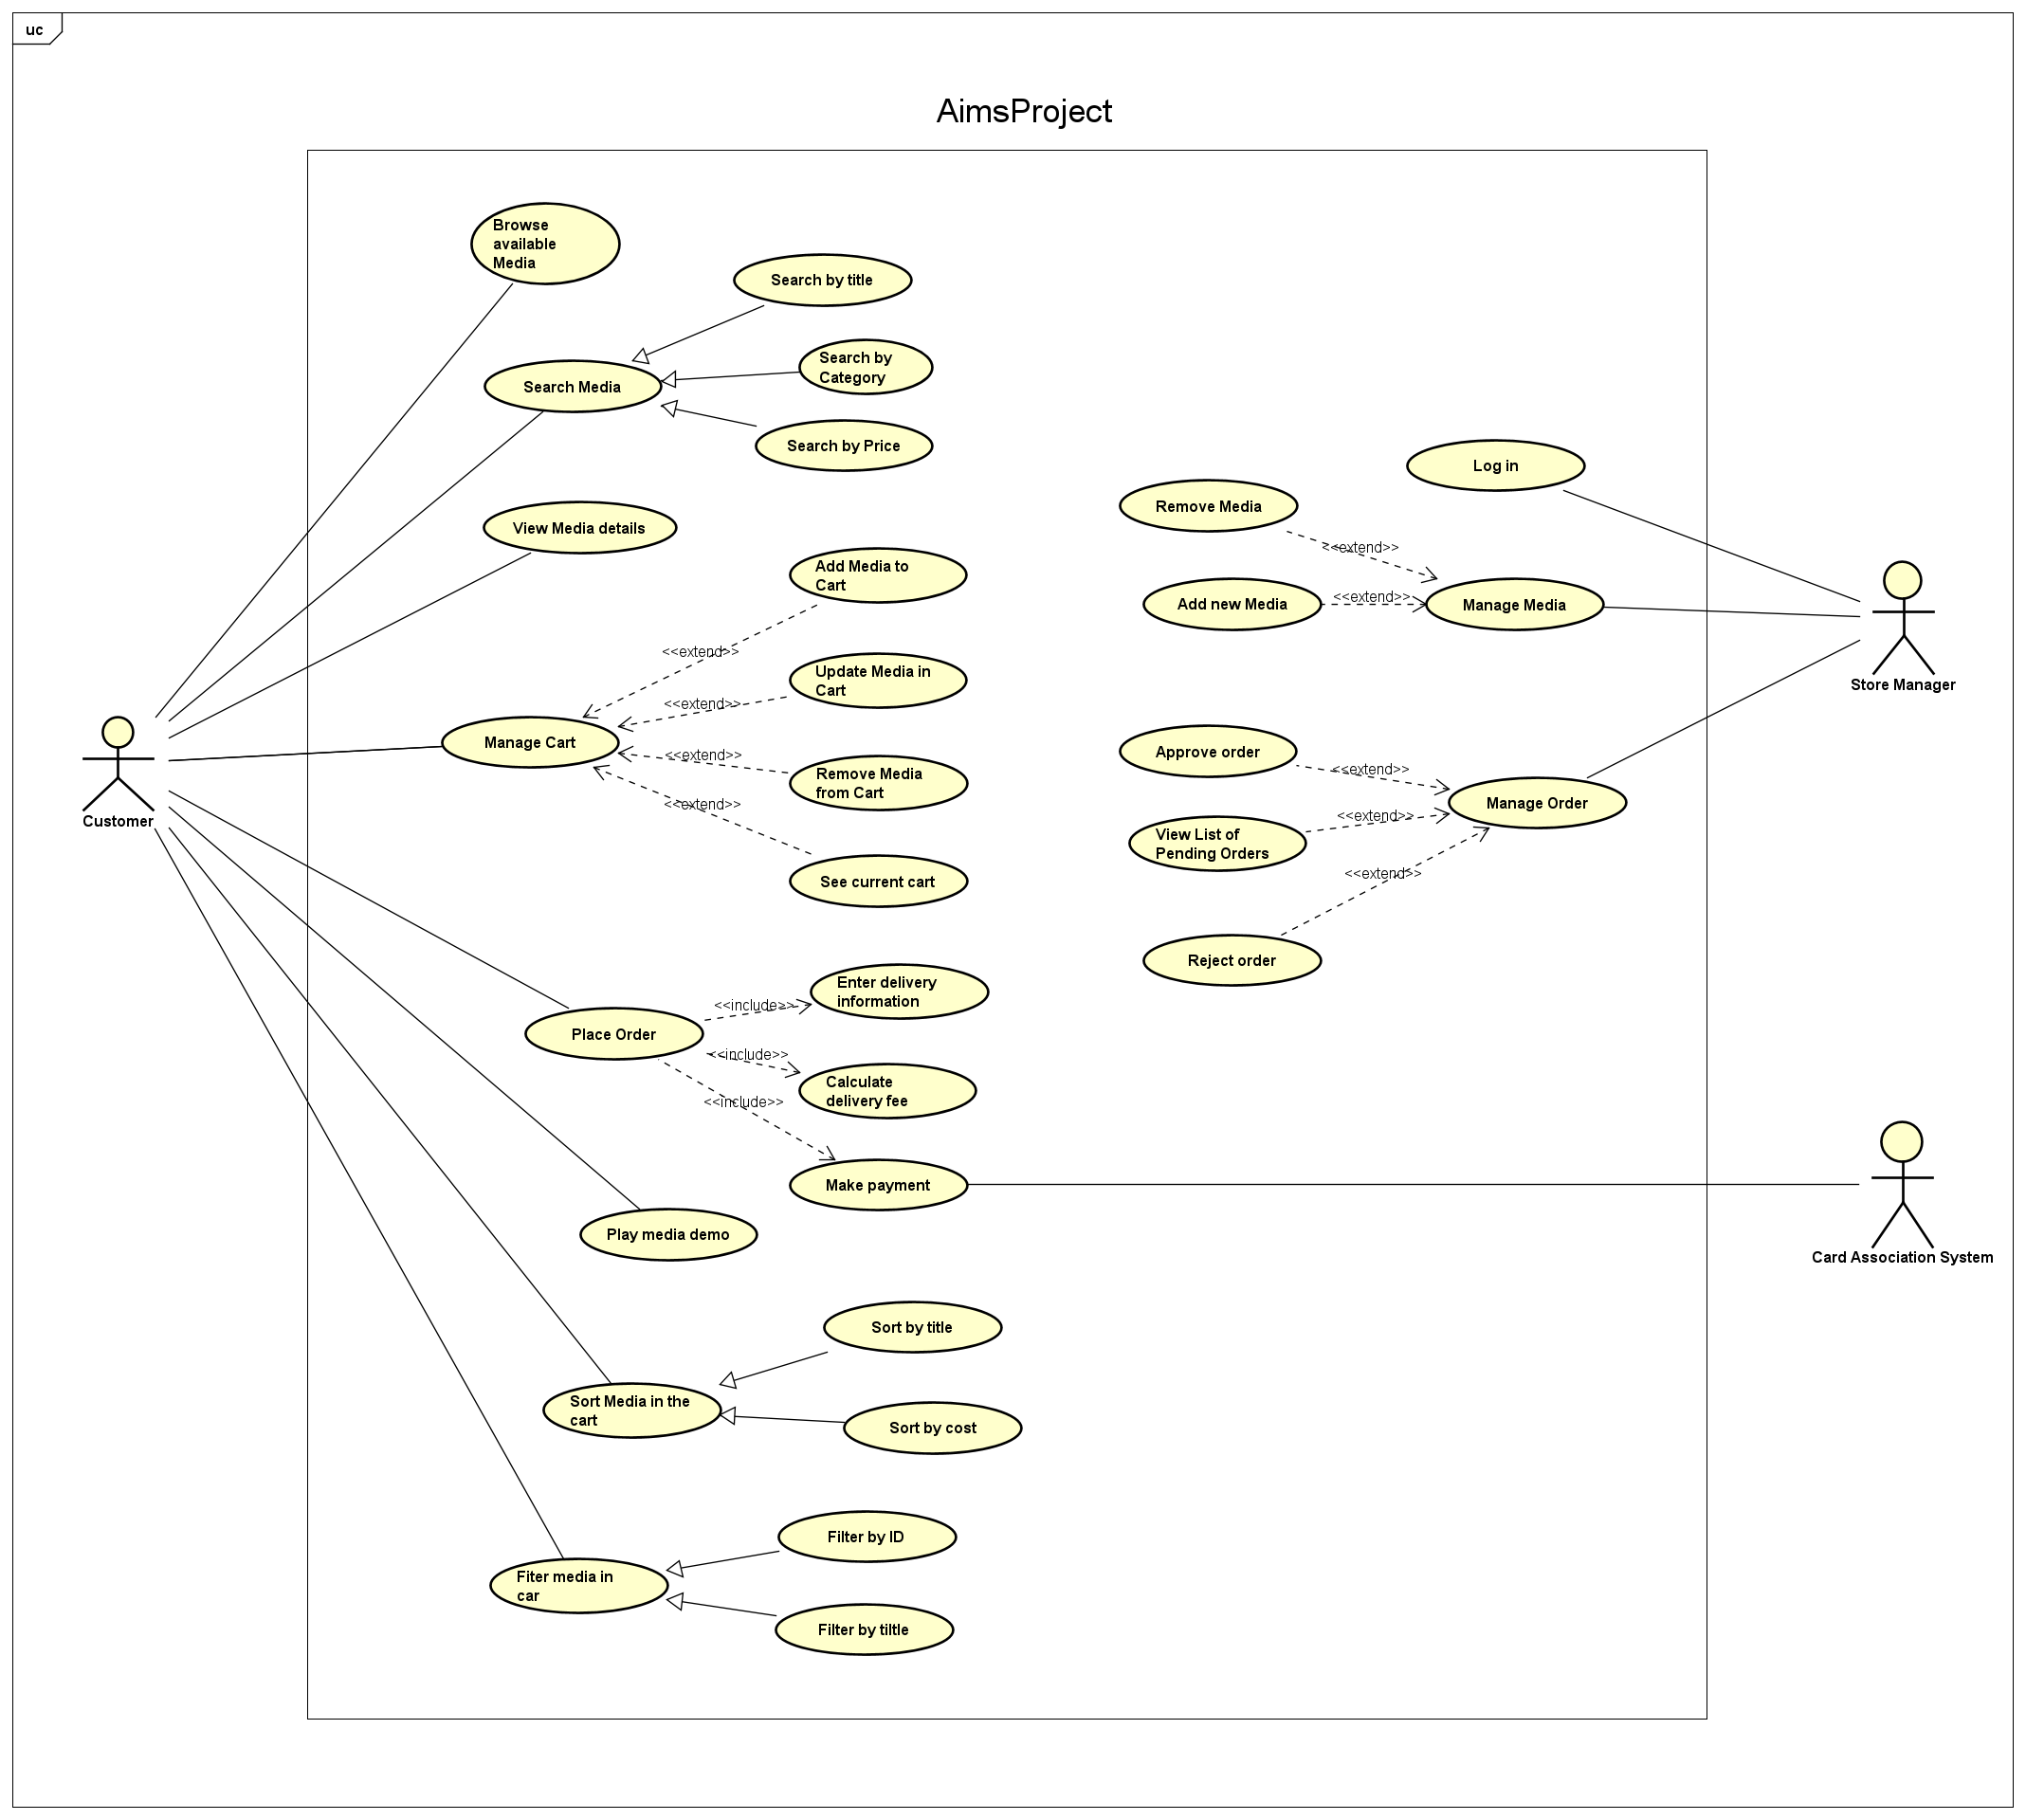 uc
AimsProject
Browse
available
Media
Search by title
Search Media
Search by
Category
Search by Price
View Media details
Add Media to
Cart
<<extend>>
Update Media in
Cart
<<extend>>
Manage Cart
<<extend>>
Remove Media
from Cart
<<extend>>
See current cart
Customer
Enter delivery
information
<<include>>
Place Order
<<include>>
Calculate
delivery fee
<<include>>
Make payment
Play media demo
Sort by title
Sort Media in the
cart
Sort by cost
Filter by ID
Fiter media in
car
Filter by tiltle
Log in
Remove Media
<<extend>>
Add new Media
<<extend>>
Manage Media
Store Manager
Approve order
<<extend>>
Manage Order
View List of
Pending Orders
<<extend>>
<<extend>>
Reject order
Card Association System